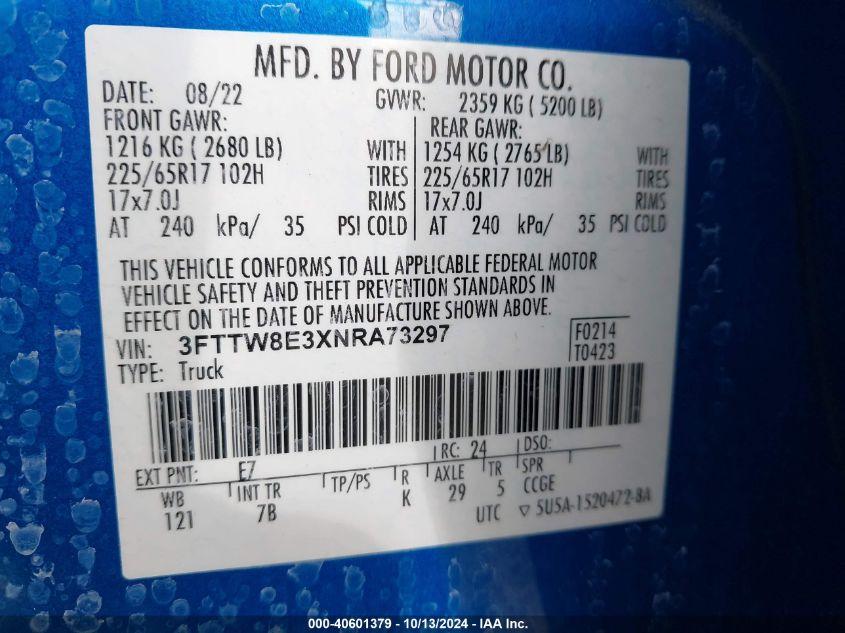 MFD. BY FORD MOTOR CO.
DATE: 08/22 GVWR: 2359 KG ( 5200 LB)
FRONT GAWR: REAR GAWR:
1216 KG ( 2680 LB) WITH 1254 KG ( 2765 LB) WITH
225/65R17 102H TIRES 225/65R17 102H TIRES
17x7.0J RIMS 17x7.0J RIMS
AT 240 kPa/ 35 PSI COLD AT 240 kPa/ 35 PSI COLD
THIS VEHICLE CONFORMS TO ALL APPLICABLE FEDERAL MOTOR
VEHICLE SAFETY AND THEFT PREVENTION STANDARDS IN
EFFECT ON THE DATE OF MANUFACTURE SHOWN ABOVE.
VIN: 3FTTW8E3XNRA73297 F0214
TYPE: Truck T0423
RC: 24 DSO:
EXT PNT: E7
WB INT TR TP/PS R AXLE TR SPR
121 7B K 29 5 CCGE
UTC ▽ 5U5A-1520472-BA
000-40601379 - 10/13/2024 - IAA Inc.